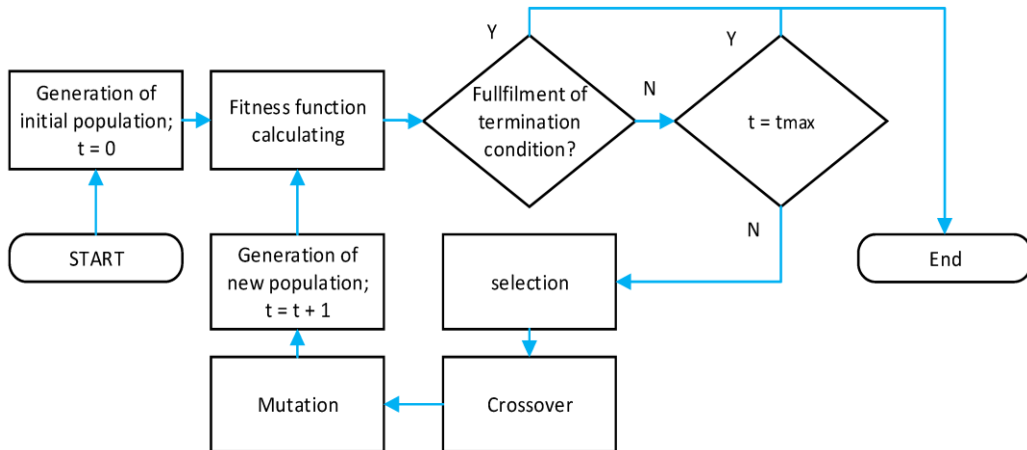 Y
Y
Generation of
initial population;
t = 0
Fitness function
calculating
Fullfilment of
termination
condition?
N
t = tmax
START
Generation of
new population;
t = t + 1
selection
N
End
Mutation
Crossover